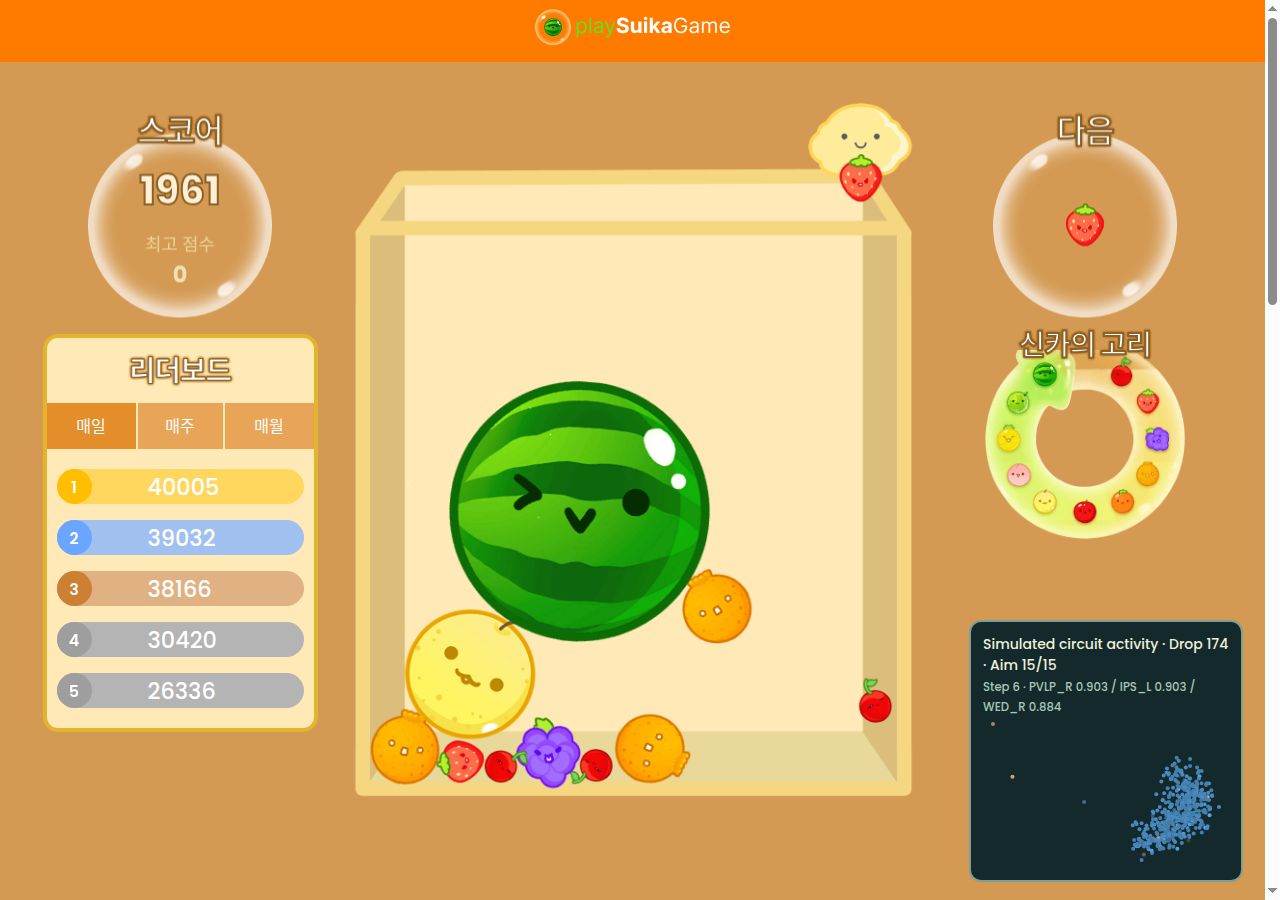 playSuikaGame
스코어
1961
최고 점수
0
다음
신카의 고리
리더보드
매일 매주 매월
1 40005
2 39032
3 38166
4 30420
5 26336
Simulated circuit activity · Drop 174
· Aim 15/15
Step 6 · PVLP_R 0.903 / IPS_L 0.903 /
WED_R 0.884